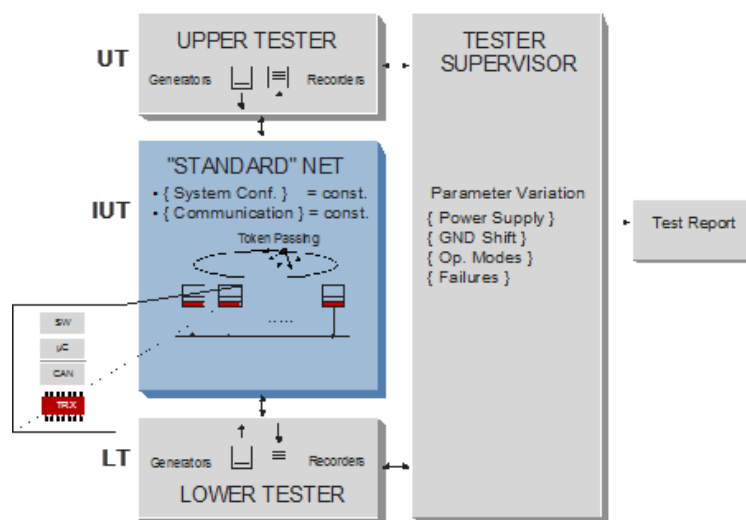 UT
UPPER TESTER
Generators
Recorders
TESTER
SUPERVISOR
IUT
"STANDARD" NET
• { System Conf. } = const.
• { Communication } = const.
Token Passing
.....
Parameter Variation
{ Power Supply }
{ GND Shift }
{ Op. Modes }
{ Failures }
Test Report
SW
µC
CAN
TRX
LT
Generators
Recorders
LOWER TESTER